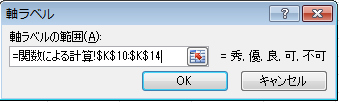 軸ラベル
軸ラベルの範囲(A):
=関数による計算!$K$10:$K$14 = 秀, 優, 良, 可, 不可
OK キャンセル